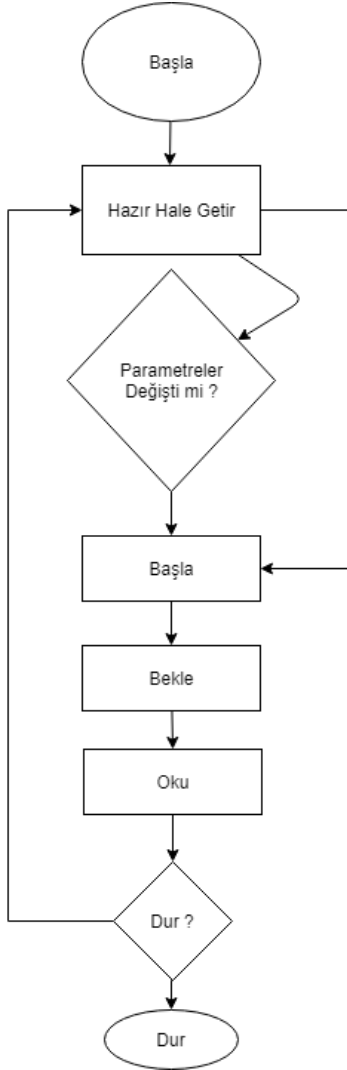 Başla
Hazır Hale Getir
Parametreler
Değişti mi ?
Başla
Bekle
Oku
Dur ?
Dur